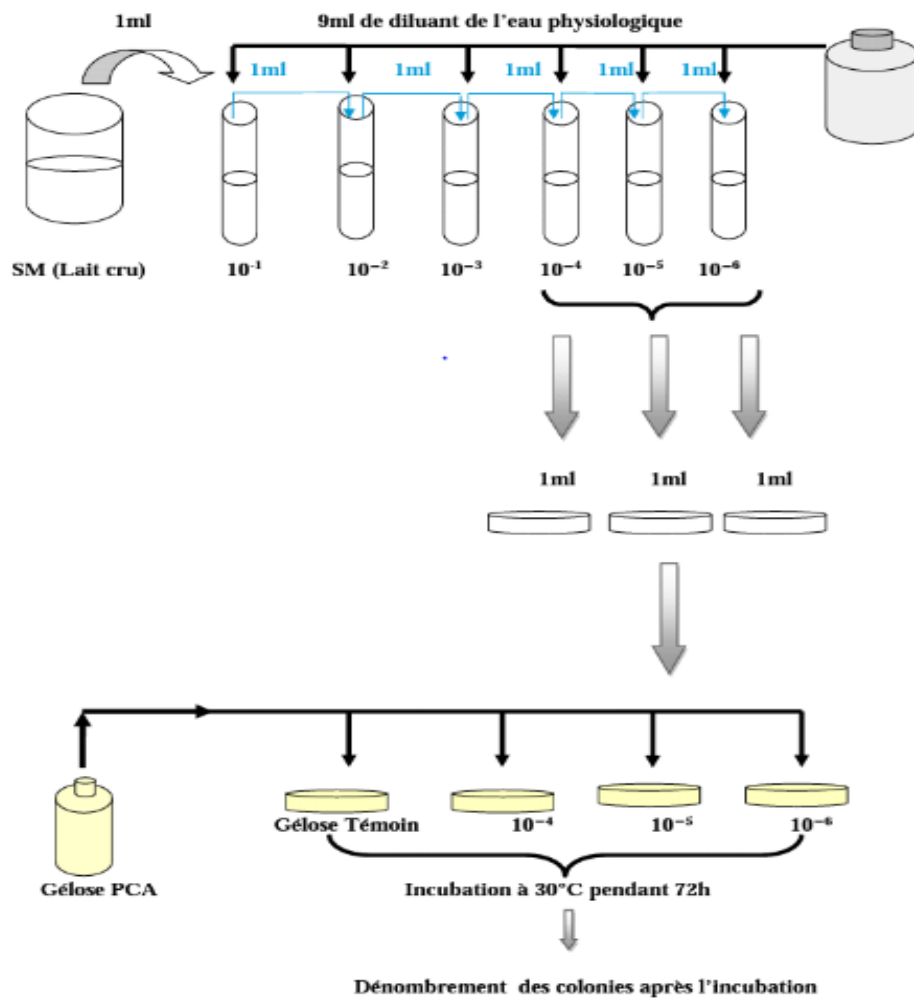 1ml 9ml de diluant de l'eau physiologique
1ml 1ml 1ml 1ml 1ml
SM (Lait cru) 10⁻¹ 10⁻² 10⁻³ 10⁻⁴ 10⁻⁵ 10⁻⁶
1ml 1ml 1ml
Gélose Témoin 10⁻⁴ 10⁻⁵ 10⁻⁶
Gélose PCA Incubation à 30°C pendant 72h
Dénombrement des colonies après l'incubation